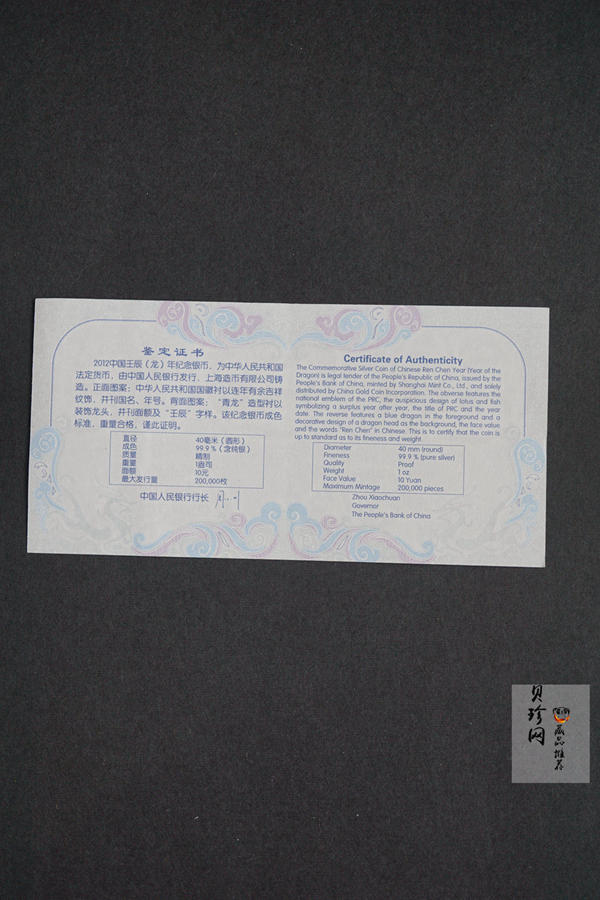 鉴定证书
2012中国壬辰（龙）年纪念银币，为中华人民共和国
法定货币，由中国人民银行发行，上海造币有限公司铸
造。正面图案：中华人民共和国国徽衬以连年有余吉祥
纹饰，并刊国名、年号。背面图案：“青龙”造型衬以
装饰龙头，并刊面额及“壬辰”字样。该纪念银币成色
标准，重量合格，谨此证明。
直径 40毫米（圆形）
成色 99.9％（含纯银）
质量 精制
重量 1盎司
面额 10元
最大发行量 200,000枚
中国人民银行行长
Certificate of Authenticity
The Commemorative Silver Coin of Chinese Ren Chen Year (Year of the
Dragon) is legal tender of the People's Republic of China, issued by the
People's Bank of China, minted by Shanghai Mint Co., Ltd., and solely
distributed by China Gold Coin Incorporation. The obverse features the
national emblem of the PRC, the auspicious design of lotus and fish
symbolizing a surplus year after year, the title of PRC and the year
date. The reverse features a blue dragon in the foreground and a
decorative design of a dragon head as the background, the face value
and the words "Ren Chen" in Chinese. This is to certify that the coin is
up to standard as to its fineness and weight.
Diameter 40 mm (round)
Fineness 99.9 % (pure silver)
Quality Proof
Weight 1 oz
Face Value 10 Yuan
Maximum Mintage 200,000 pieces
Zhou Xiaochuan
Governor
The People's Bank of China
贝珍网
藏品推荐